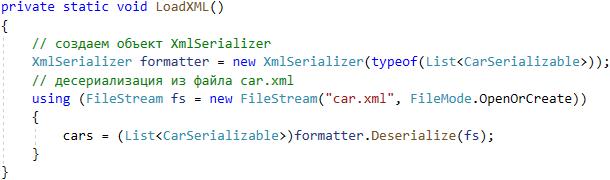 private static void LoadXML()
{
    // создаем объект XmlSerializer
    XmlSerializer formatter = new XmlSerializer(typeof(List<CarSerializable>));
    // десериализация из файла car.xml
    using (FileStream fs = new FileStream("car.xml", FileMode.OpenOrCreate))
    {
        cars = (List<CarSerializable>)formatter.Deserialize(fs);
    }
}